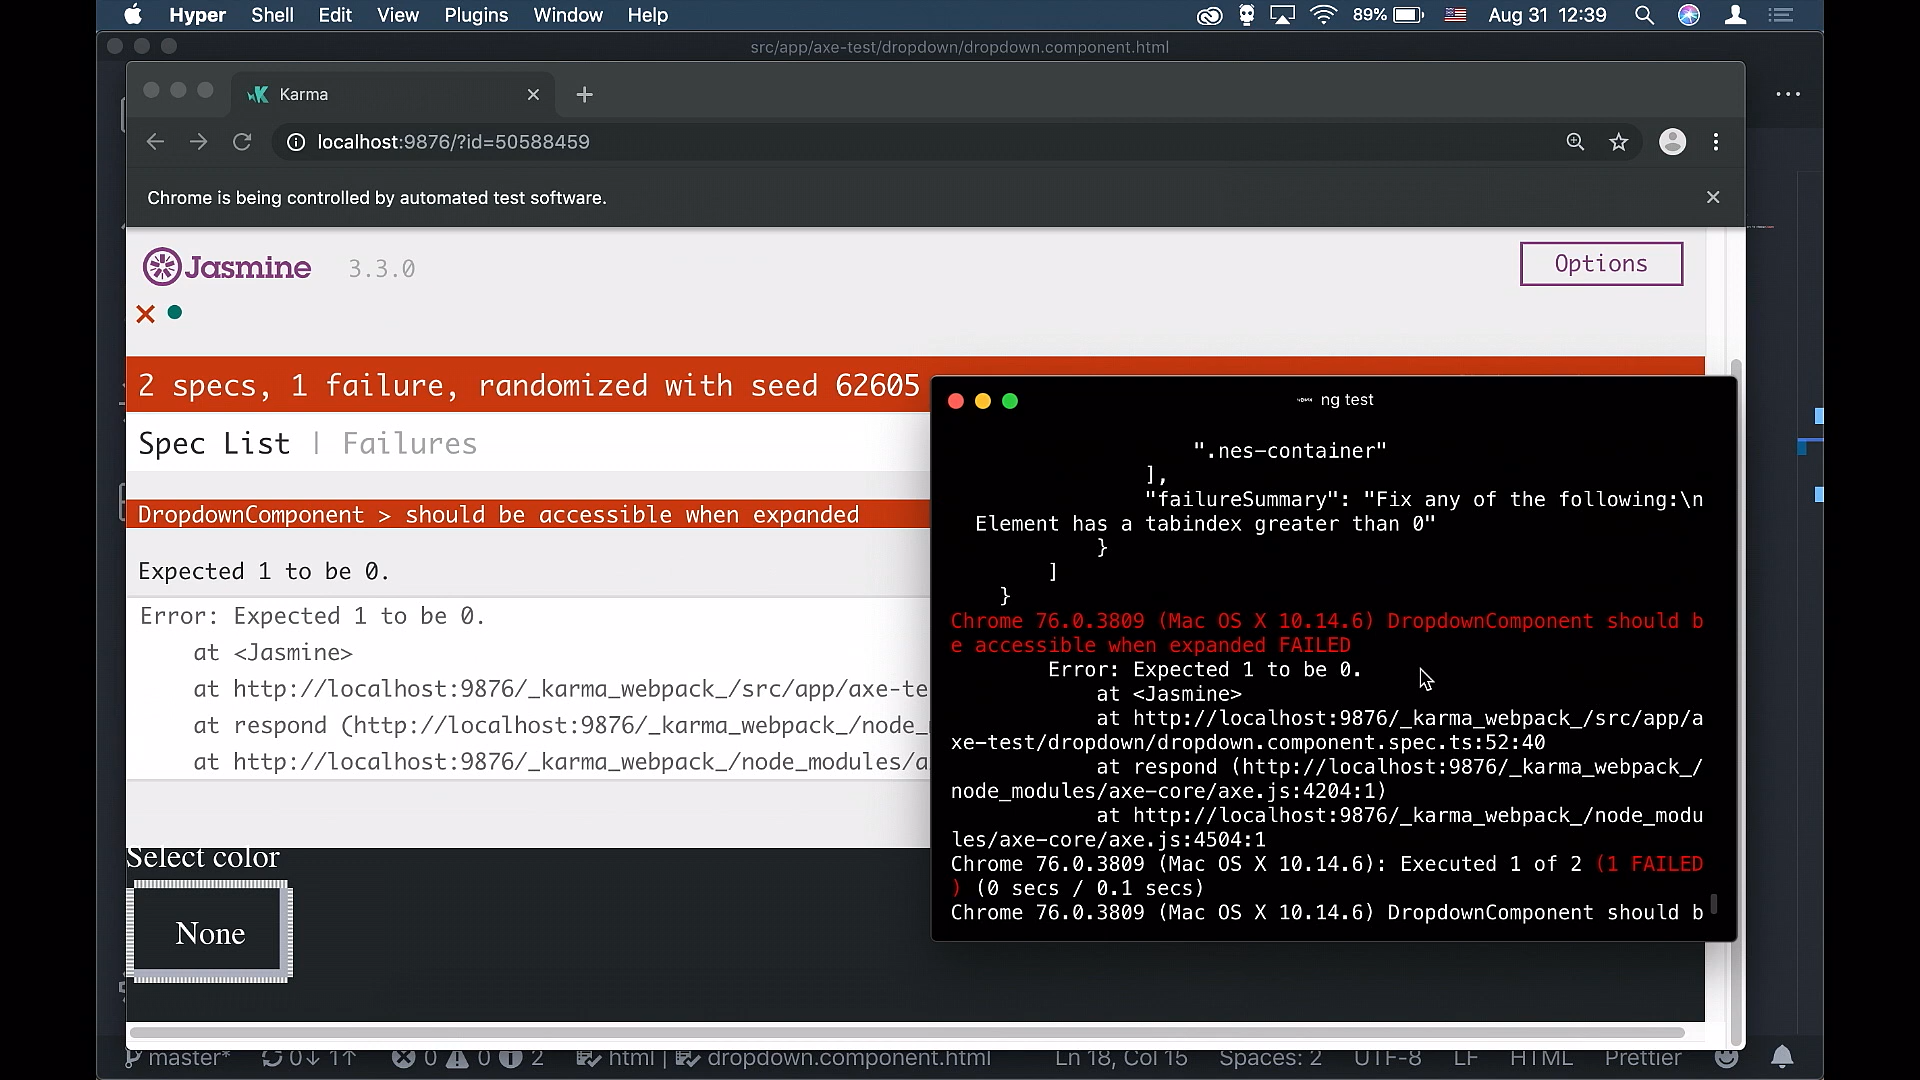 Hyper Shell Edit View Plugins Window Help 89% Aug 31 12:39
src/app/axe-test/dropdown/dropdown.component.html
Karma
localhost:9876/?id=50588459
Chrome is being controlled by automated test software.
Jasmine 3.3.0
Options
2 specs, 1 failure, randomized with seed 62605
Spec List | Failures
DropdownComponent > should be accessible when expanded
Expected 1 to be 0.
Error: Expected 1 to be 0.
at <Jasmine>
at http://localhost:9876/_karma_webpack_/src/app/axe-te
at respond (http://localhost:9876/_karma_webpack_/node_
at http://localhost:9876/_karma_webpack_/node_modules/a
Select color
None
ng test
".nes-container"
],
"failureSummary": "Fix any of the following:\n
Element has a tabindex greater than 0"
}
]
}
Chrome 76.0.3809 (Mac OS X 10.14.6) DropdownComponent should b
e accessible when expanded FAILED
Error: Expected 1 to be 0.
at <Jasmine>
at http://localhost:9876/_karma_webpack_/src/app/a
xe-test/dropdown/dropdown.component.spec.ts:52:40
at respond (http://localhost:9876/_karma_webpack_/
node_modules/axe-core/axe.js:4204:1)
at http://localhost:9876/_karma_webpack_/node_modu
les/axe-core/axe.js:4504:1
Chrome 76.0.3809 (Mac OS X 10.14.6): Executed 1 of 2 (1 FAILED
) (0 secs / 0.1 secs)
Chrome 76.0.3809 (Mac OS X 10.14.6) DropdownComponent should b
master* 0↓ 1↑ 0 0 2 html | dropdown.component.html Ln 18, Col 15 Spaces: 2 UTF-8 LF HTML Prettier